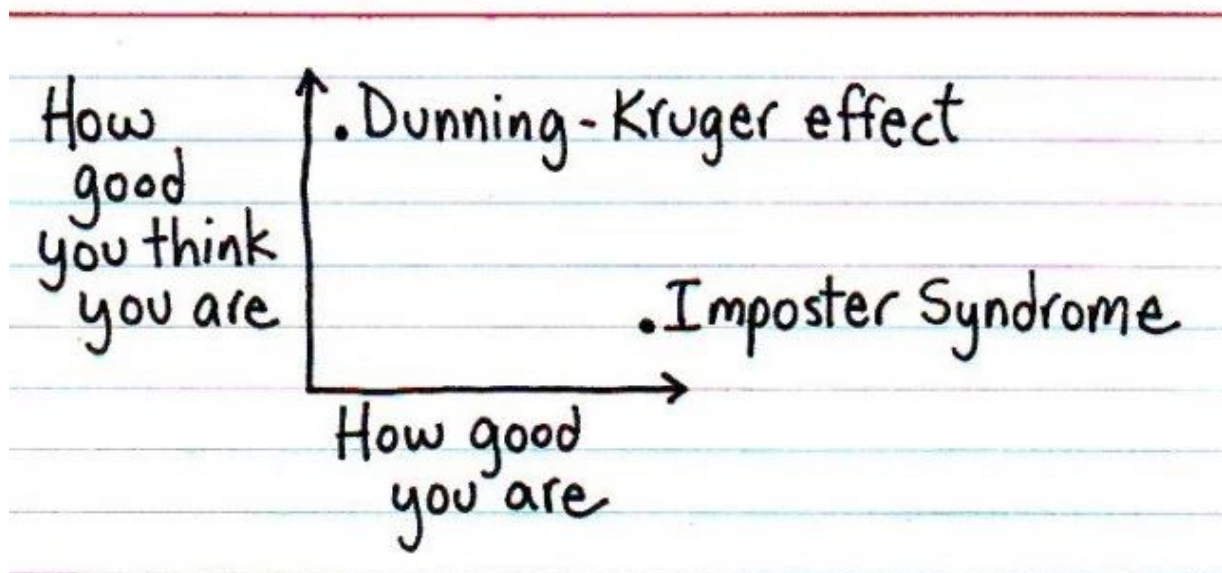 How
good
you think
you are
. Dunning-Kruger effect
. Imposter Syndrome
How good
you are